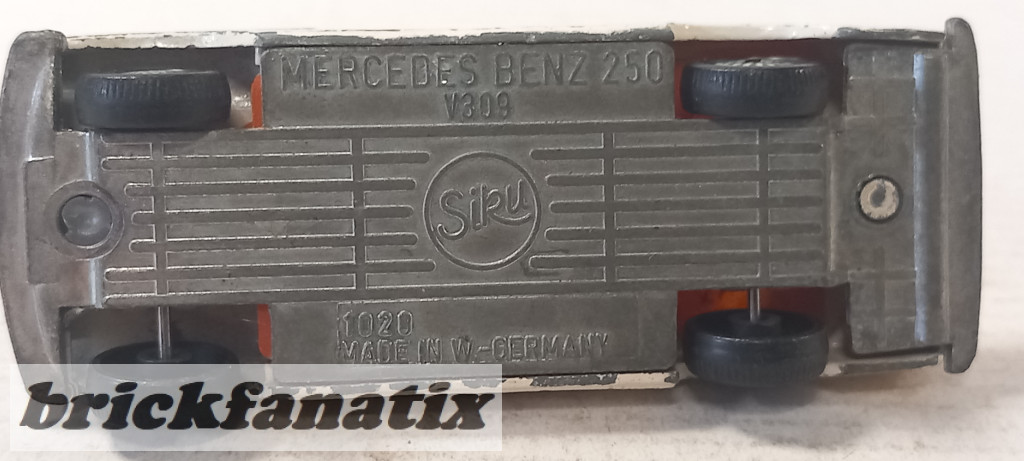 MERCEDES BENZ 250
V309
Siku
1020
MADE IN W.-GERMANY
brickfanatix